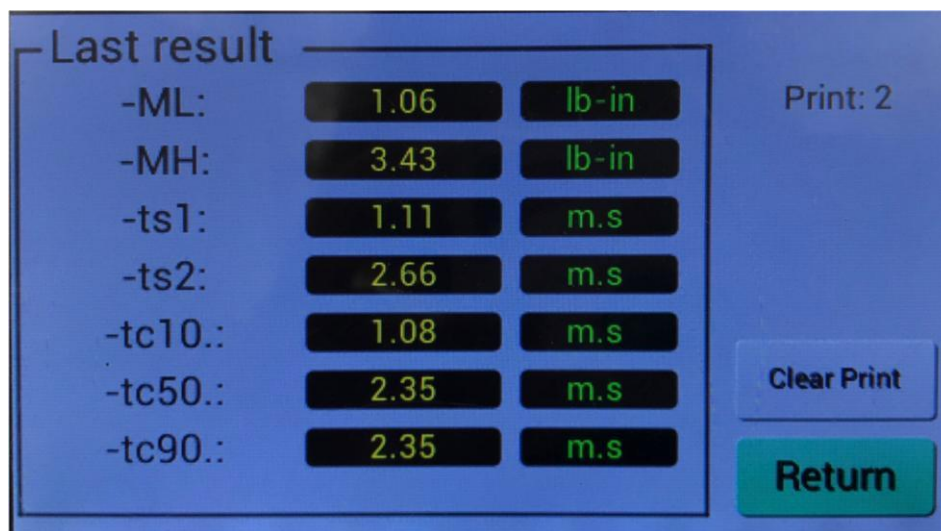 Last result
-ML: 1.06 lb-in
Print: 2
-MH: 3.43 lb-in
-ts1: 1.11 m.s
-ts2: 2.66 m.s
-tc10.: 1.08 m.s
-tc50.: 2.35 m.s
Clear Print
-tc90.: 2.35 m.s
Return